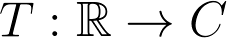 T : ℝ → C